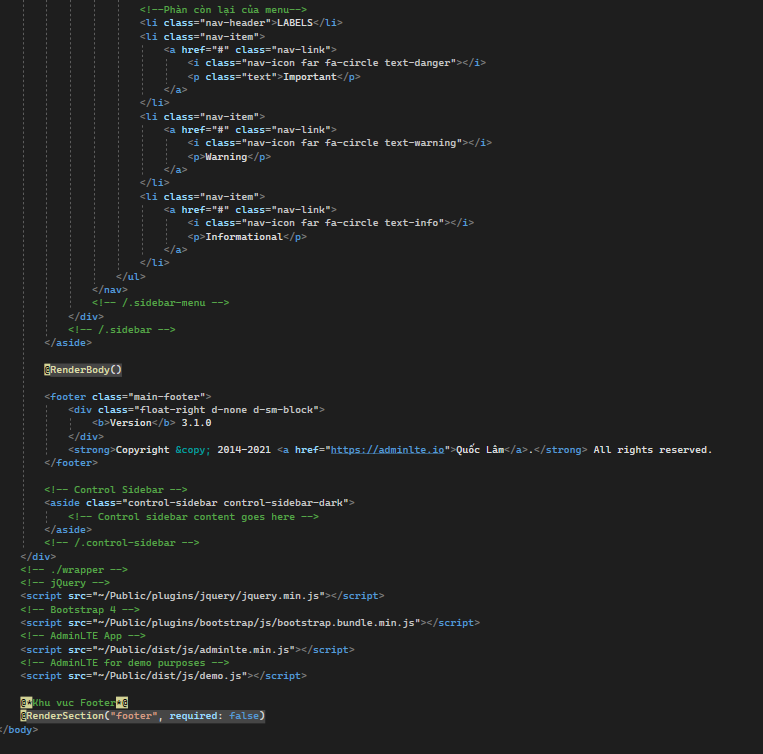 <!--Phần còn lại của menu-->
<li class="nav-header">LABELS</li>
<li class="nav-item">
<a href="#" class="nav-link">
<i class="nav-icon far fa-circle text-danger"></i>
<p class="text">Important</p>
</a>
</li>
<li class="nav-item">
<a href="#" class="nav-link">
<i class="nav-icon far fa-circle text-warning"></i>
<p>Warning</p>
</a>
</li>
<li class="nav-item">
<a href="#" class="nav-link">
<i class="nav-icon far fa-circle text-info"></i>
<p>Informational</p>
</a>
</li>
</ul>
</nav>
<!-- /.sidebar-menu -->
</div>
<!-- /.sidebar -->
</aside>
@RenderBody()
<footer class="main-footer">
<div class="float-right d-none d-sm-block">
<b>Version</b> 3.1.0
</div>
<strong>Copyright &copy; 2014-2021 <a href="https://adminlte.io">Quốc Lâm</a>.</strong> All rights reserved.
</footer>
<!-- Control Sidebar -->
<aside class="control-sidebar control-sidebar-dark">
<!-- Control sidebar content goes here -->
</aside>
<!-- /.control-sidebar -->
</div>
<!-- ./wrapper -->
<!-- jQuery -->
<script src="~/Public/plugins/jquery/jquery.min.js"></script>
<!-- Bootstrap 4 -->
<script src="~/Public/plugins/bootstrap/js/bootstrap.bundle.min.js"></script>
<!-- AdminLTE App -->
<script src="~/Public/dist/js/adminlte.min.js"></script>
<!-- AdminLTE for demo purposes -->
<script src="~/Public/dist/js/demo.js"></script>
@*Khu vuc Footer*@
@RenderSection("footer", required: false)
</body>